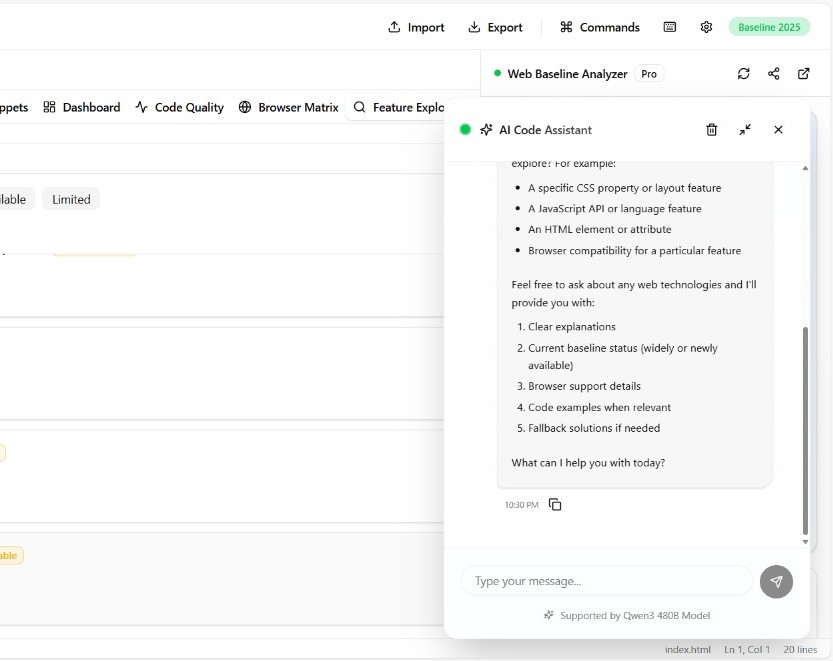 Import Export Commands Baseline 2025
Web Baseline Analyzer Pro
ppets Dashboard Code Quality Browser Matrix Feature Explo
AI Code Assistant
ilable Limited
explore? For example:
• A specific CSS property or layout feature
• A JavaScript API or language feature
• An HTML element or attribute
• Browser compatibility for a particular feature
Feel free to ask about any web technologies and I'll
provide you with:
1. Clear explanations
2. Current baseline status (widely or newly
available)
3. Browser support details
4. Code examples when relevant
5. Fallback solutions if needed
What can I help you with today?
10:30 PM
able
Type your message...
Supported by Qwen3 480B Model
index.html Ln 1, Col 1 20 lines